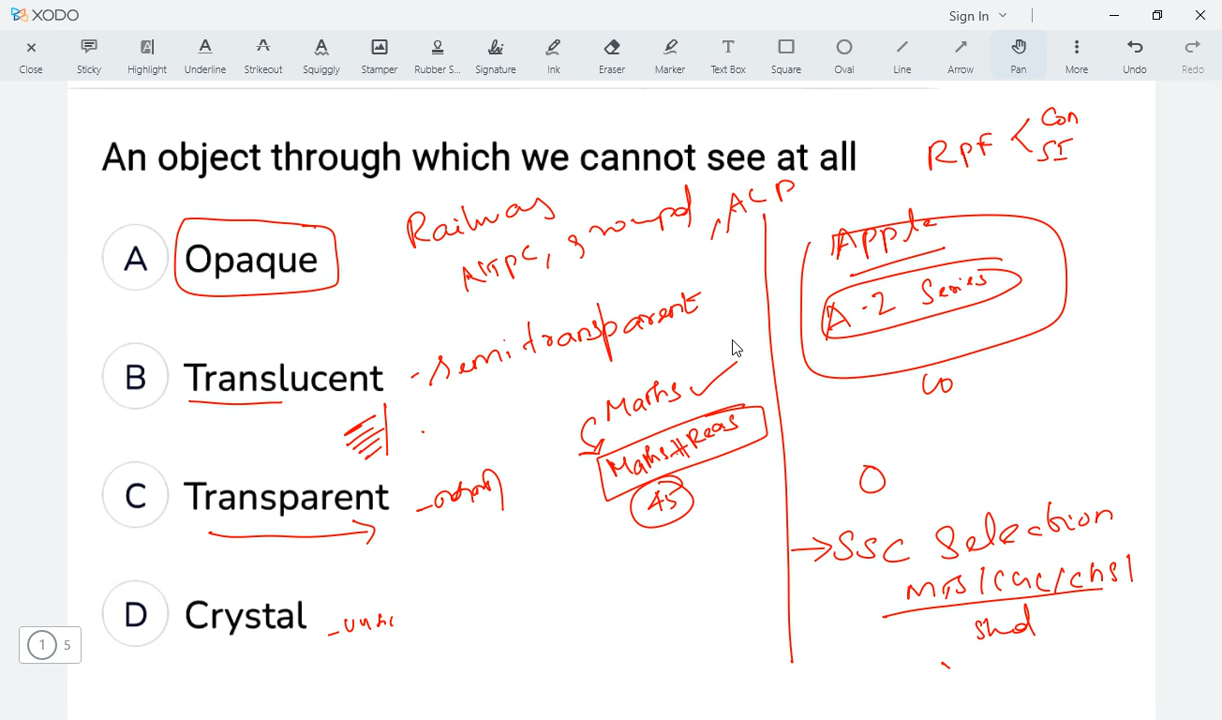 XODO
Sign In
Close Sticky Highlight Underline Strikeout Squiggly Stamper Rubber S... Signature Ink Eraser Marker Text Box Square Oval Line Arrow Pan More Undo Redo
An object through which we cannot see at all
Rpf < Con
SI
A Opaque
Railway
NTPC, group d, ALP
Apple
A-2 Series
B Translucent
- semi transparent
Maths ✓
Maths + Reas
45
C Transparent
D Crystal
O
→ SSC Selection
MTS / CGL / CHSL
1 5